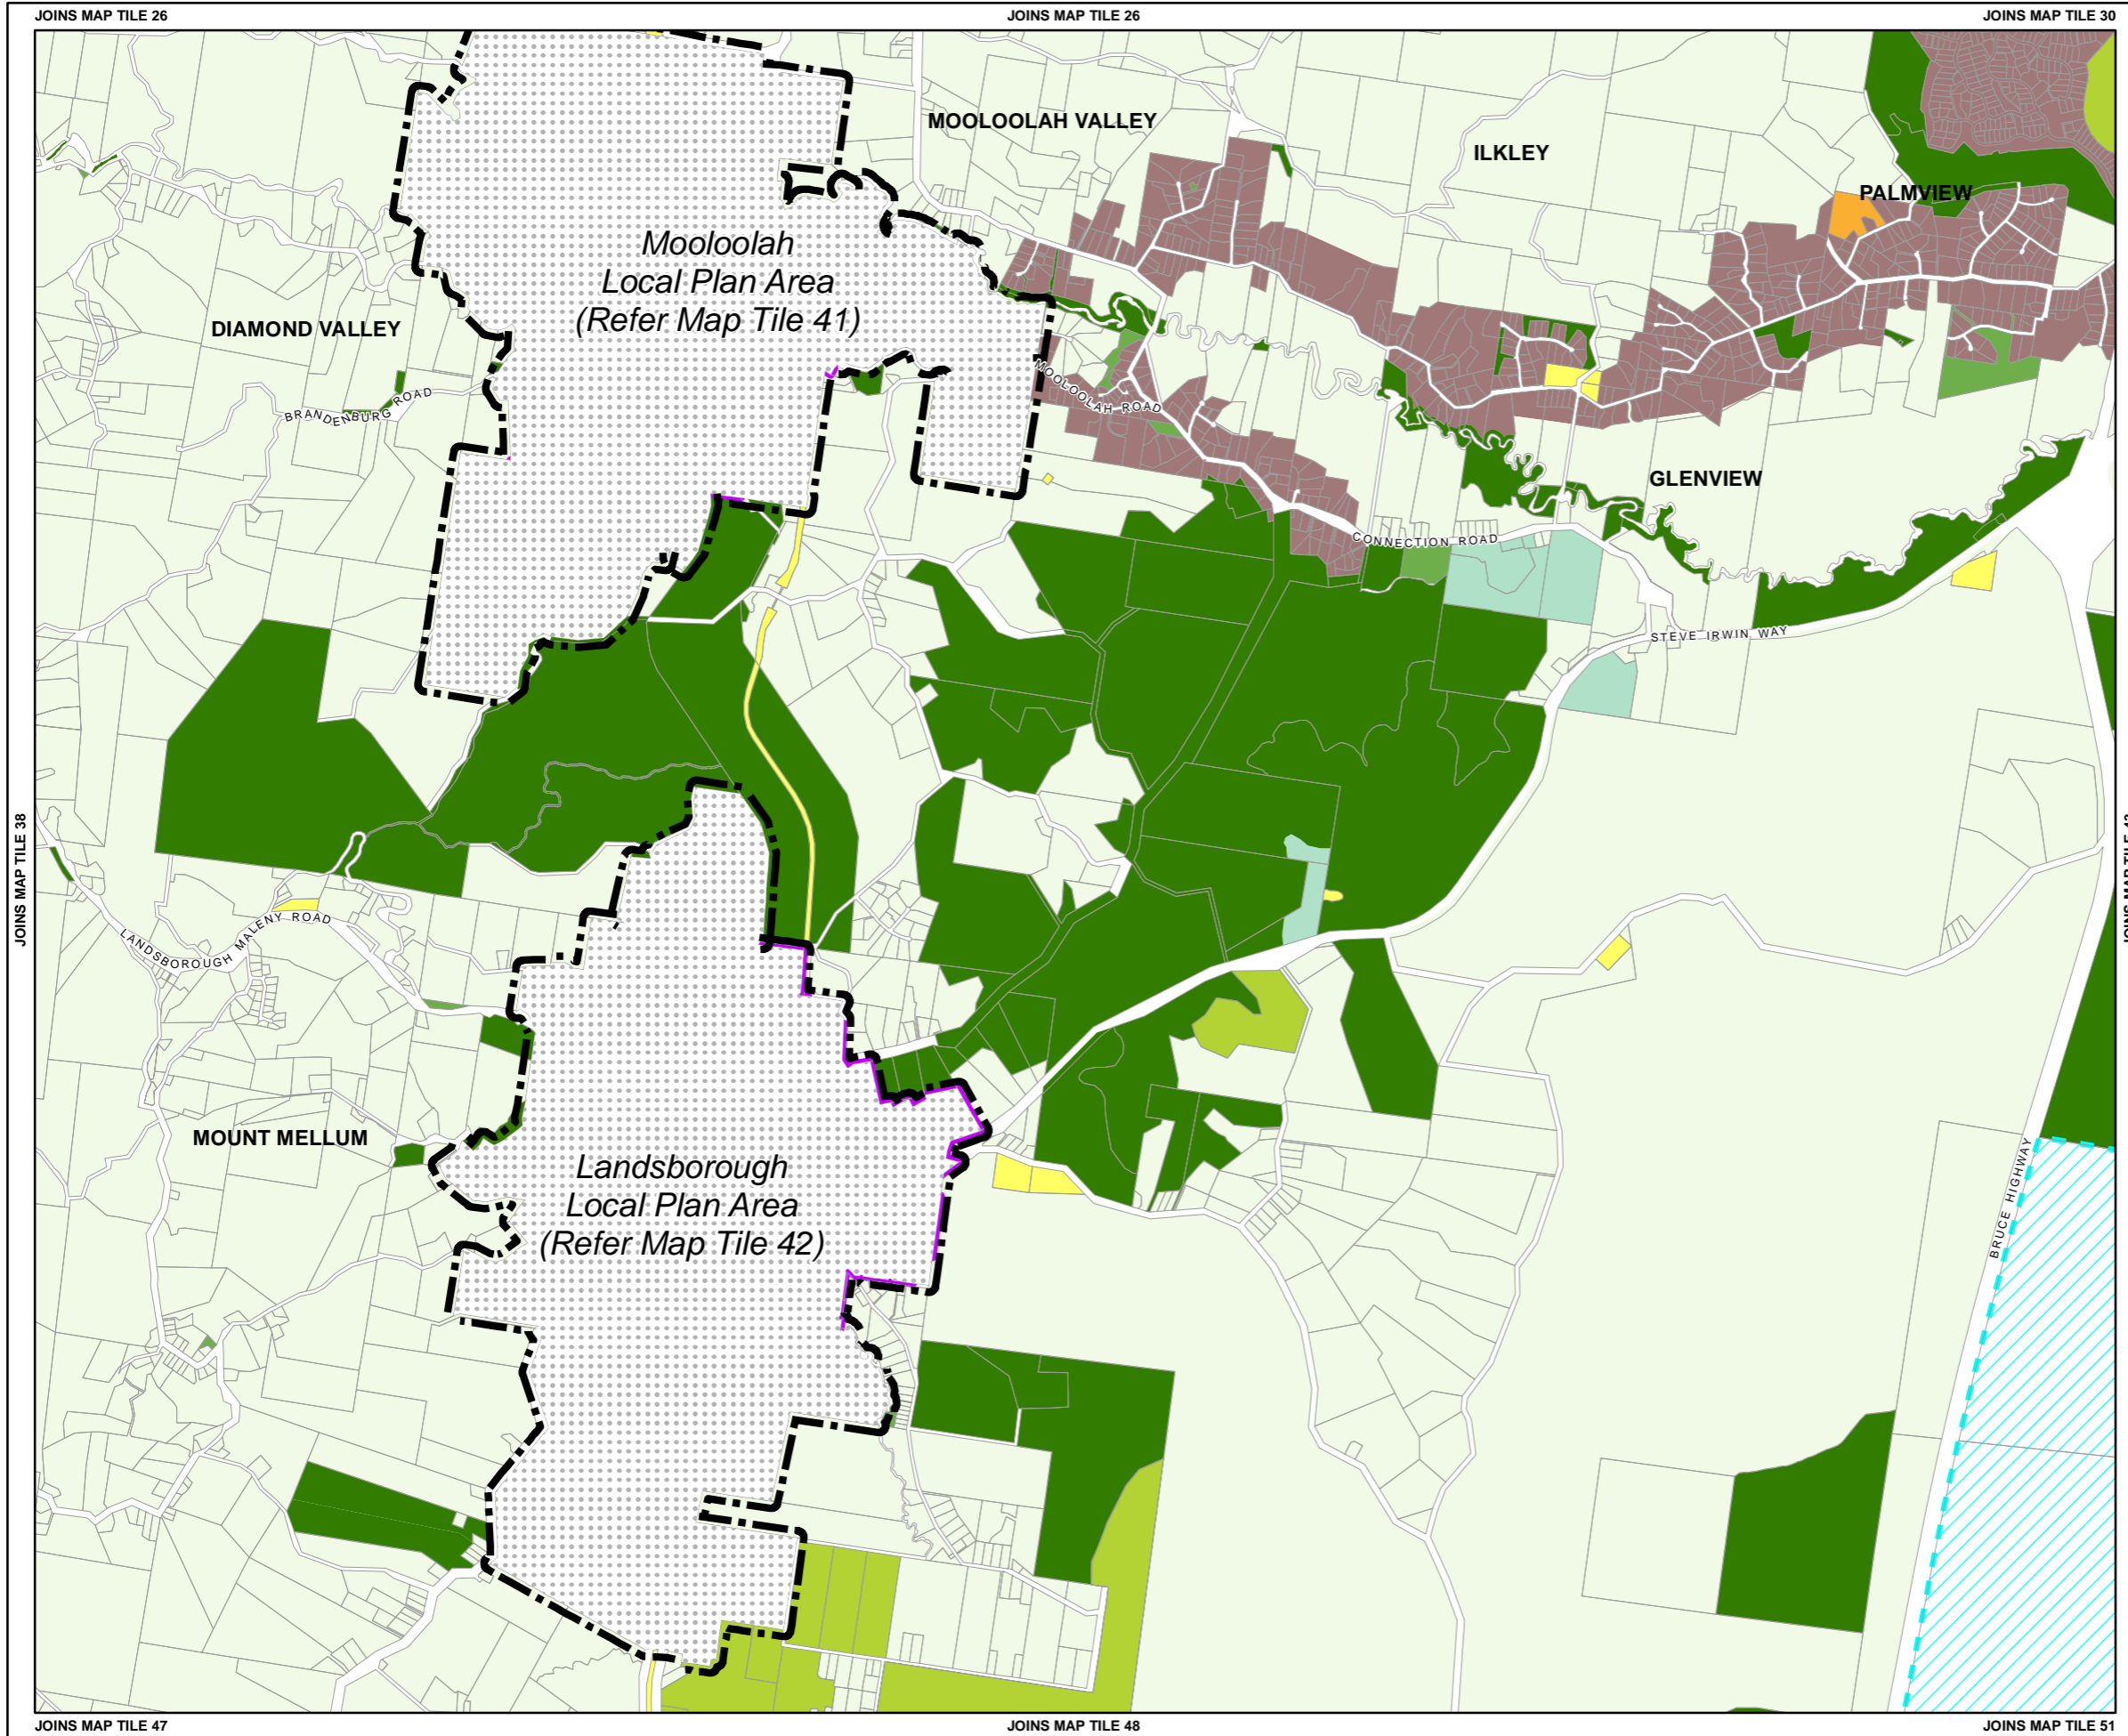 JOINS MAP TILE 26
JOINS MAP TILE 26
JOINS MAP TILE 30
MOOLOOLAH VALLEY
ILKLEY
PALMVIEW
Mooloolah
Local Plan Area
(Refer Map Tile 41)
DIAMOND VALLEY
BRANDENBURG ROAD
MOOLOOLAH ROAD
GLENVIEW
CONNECTION ROAD
STEVE IRWIN WAY
JOINS MAP TILE 38
LANDSBOROUGH MALENY ROAD
MOUNT MELLUM
Landsborough
Local Plan Area
(Refer Map Tile 42)
BRUCE HIGHWAY
JOINS MAP TILE 47
JOINS MAP TILE 48
JOINS MAP TILE 51